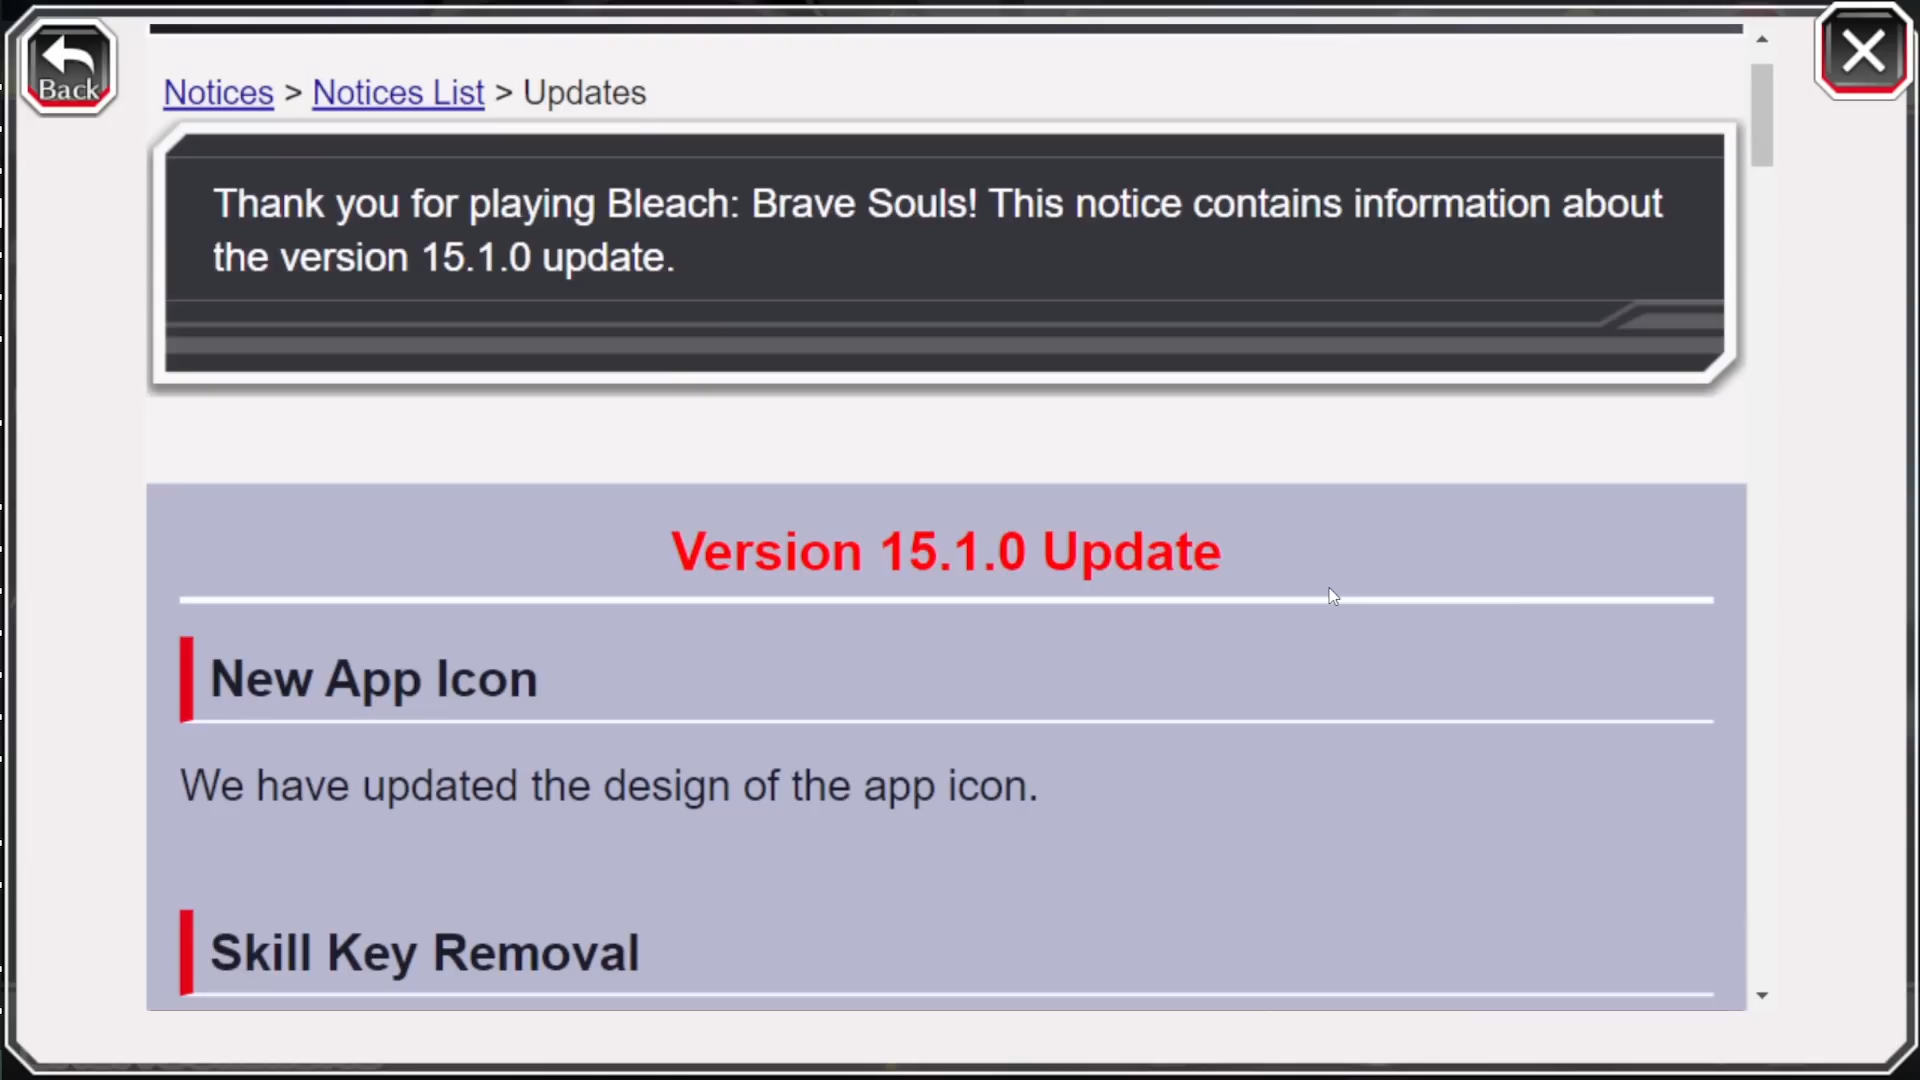 Back
Notices > Notices List > Updates
Thank you for playing Bleach: Brave Souls! This notice contains information about
the version 15.1.0 update.
Version 15.1.0 Update
New App Icon
We have updated the design of the app icon.
Skill Key Removal